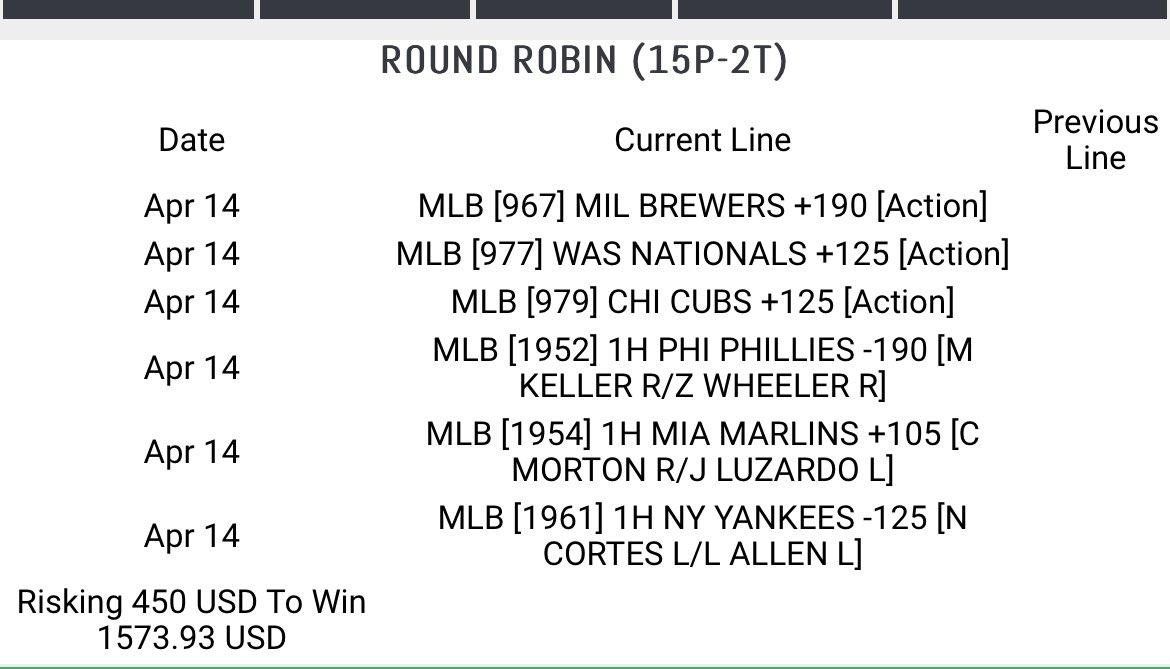 ROUND ROBIN (15P-2T)
Date Current Line Previous
Line
Apr 14 MLB [967] MIL BREWERS +190 [Action]
Apr 14 MLB [977] WAS NATIONALS +125 [Action]
Apr 14 MLB [979] CHI CUBS +125 [Action]
Apr 14 MLB [1952] 1H PHI PHILLIES -190 [M
KELLER R/Z WHEELER R]
Apr 14 MLB [1954] 1H MIA MARLINS +105 [C
MORTON R/J LUZARDO L]
Apr 14 MLB [1961] 1H NY YANKEES -125 [N
CORTES L/L ALLEN L]
Risking 450 USD To Win
1573.93 USD